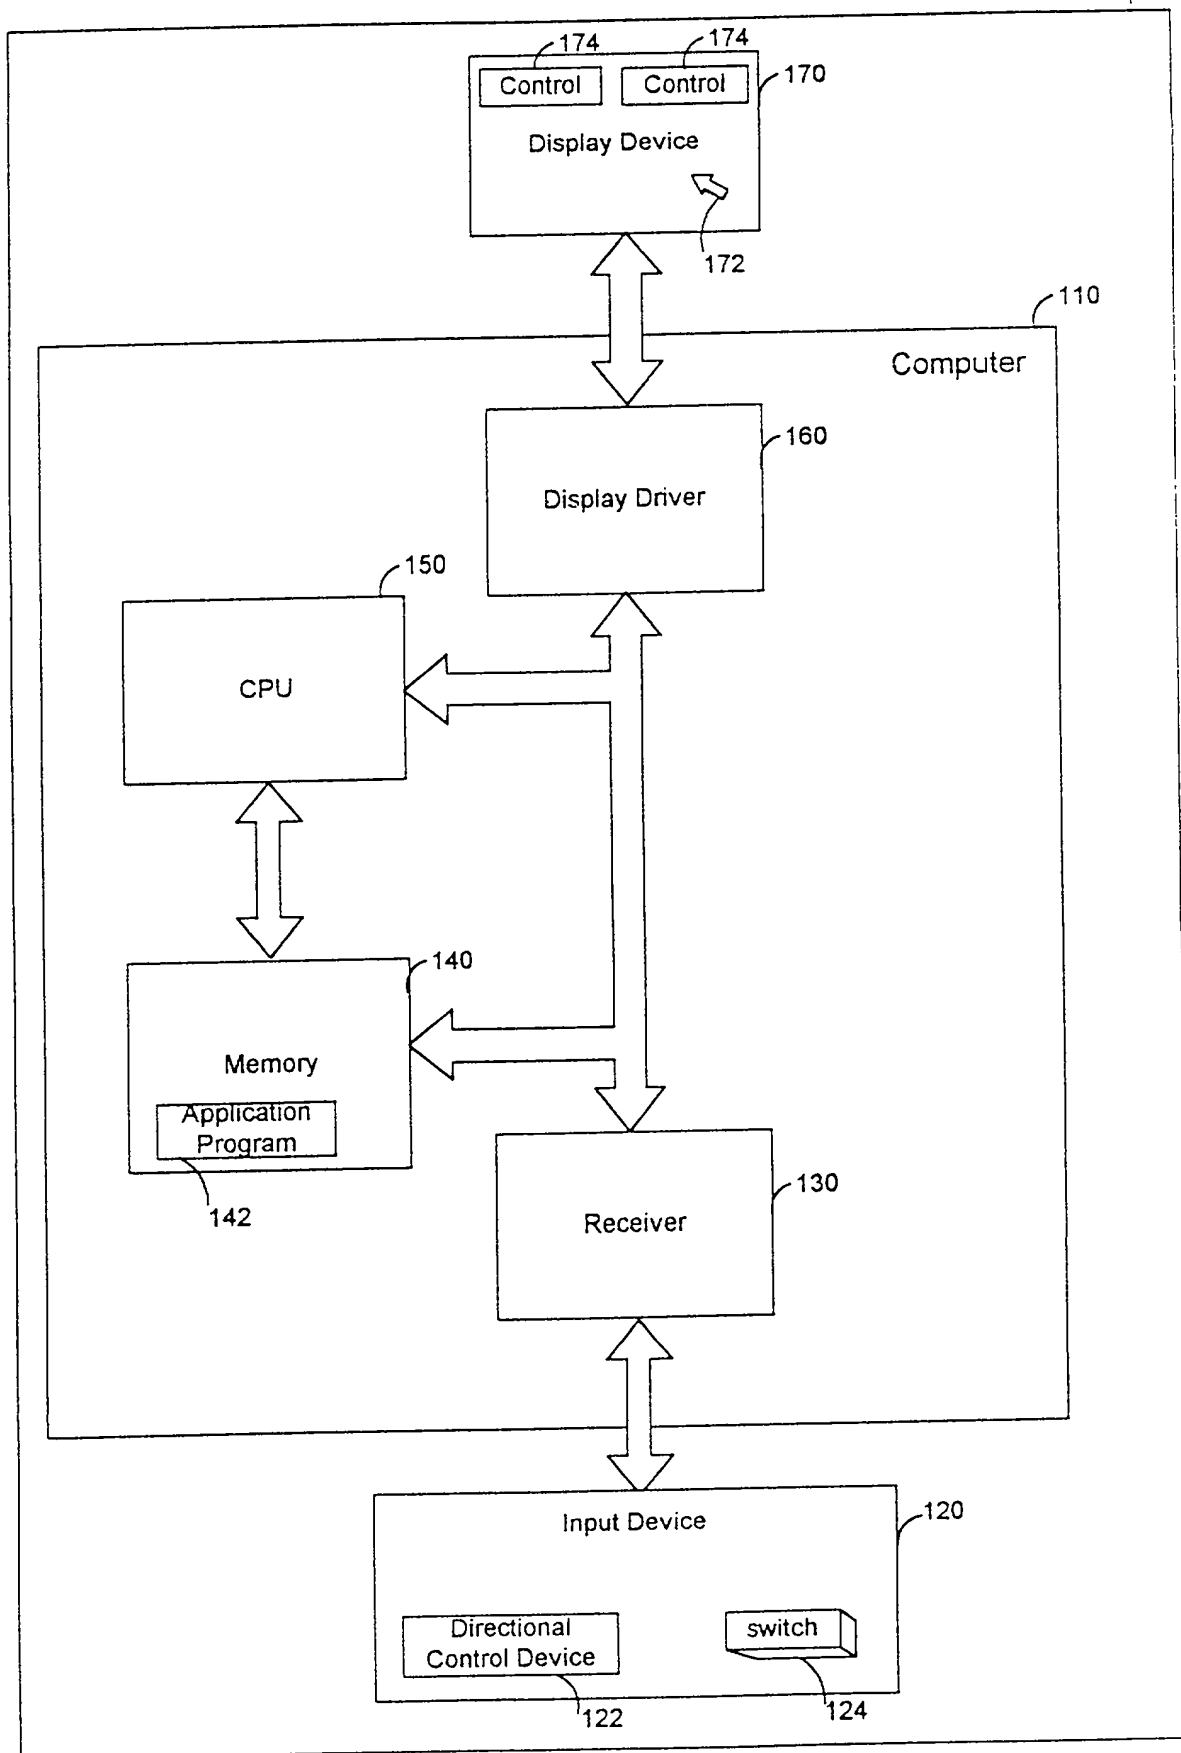 174
174
Control
Control
170
Display Device
172
110
Computer
160
Display Driver
150
CPU
140
Memory
Application
Program
142
130
Receiver
Input Device
120
Directional
Control Device
switch
122
124